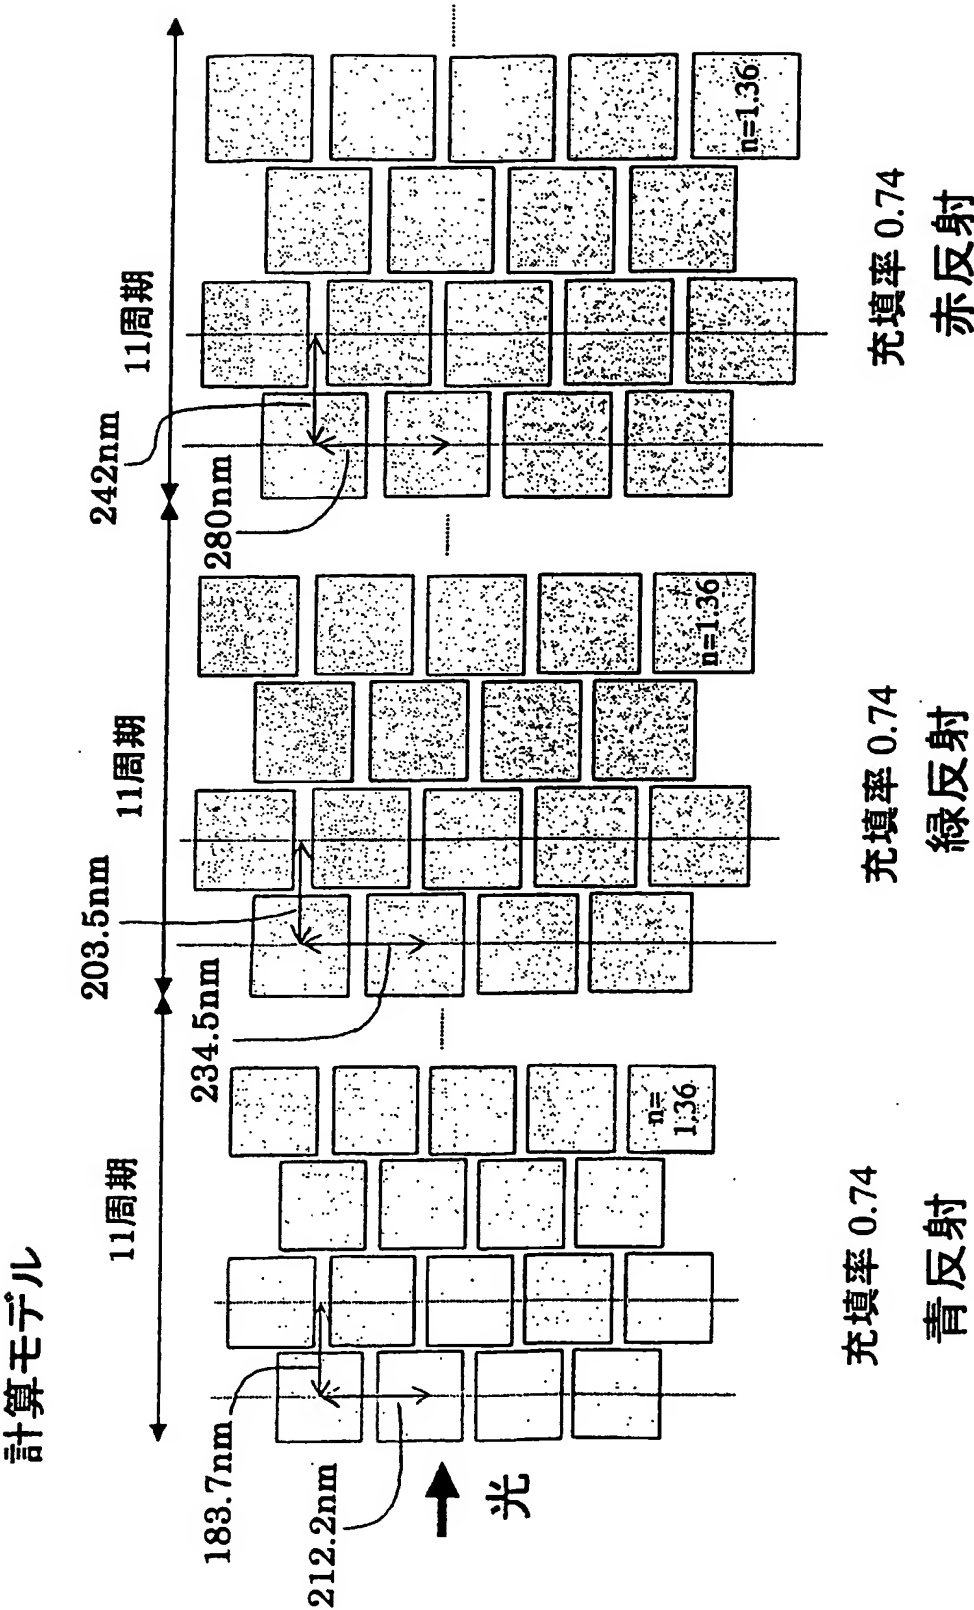 計算モデル
11周期
11周期
11周期
183.7nm
203.5nm
242nm
212.2nm
234.5nm
280nm
光
n=
1.36
n=1.36
n=1.36
充填率 0.74
充填率 0.74
充填率 0.74
青反射
緑反射
赤反射